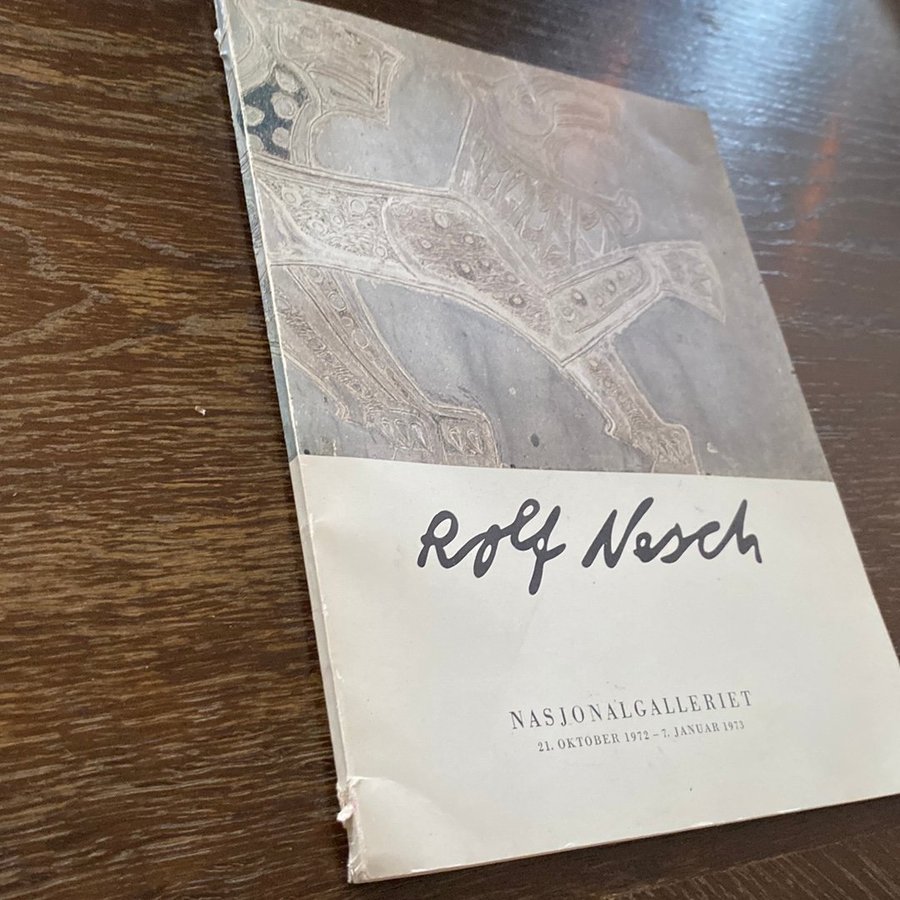 Rolf Nesch
NASJONALGALLERIET
21. OKTOBER 1972 – 7. JANUAR 1973